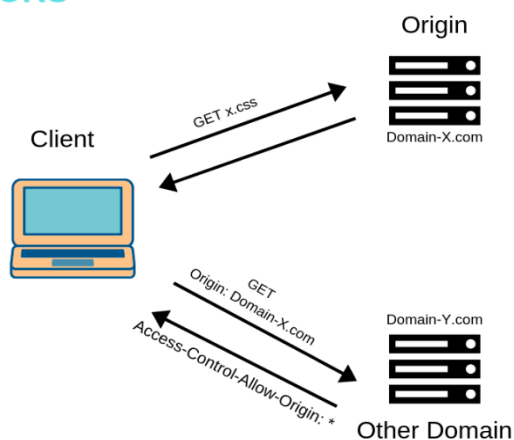 Origin
GET x.css
Domain-X.com
Client
GET
Origin: Domain-X.com
Access-Control-Allow-Origin: *
Domain-Y.com
Other Domain